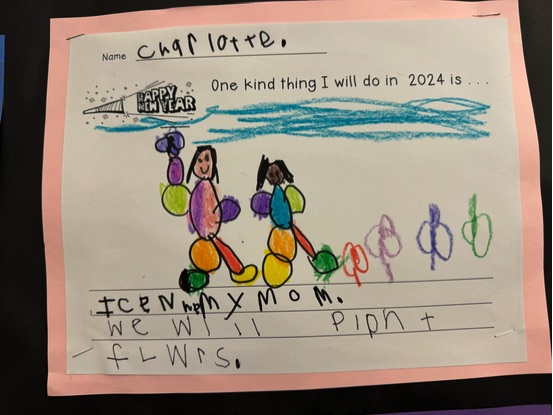 Name Charlotte.
HAPPY
NEW YEAR
One kind thing I will do in 2024 is . . .
I ceN help mY MoM.
We Will PlPnt
fLWrs.